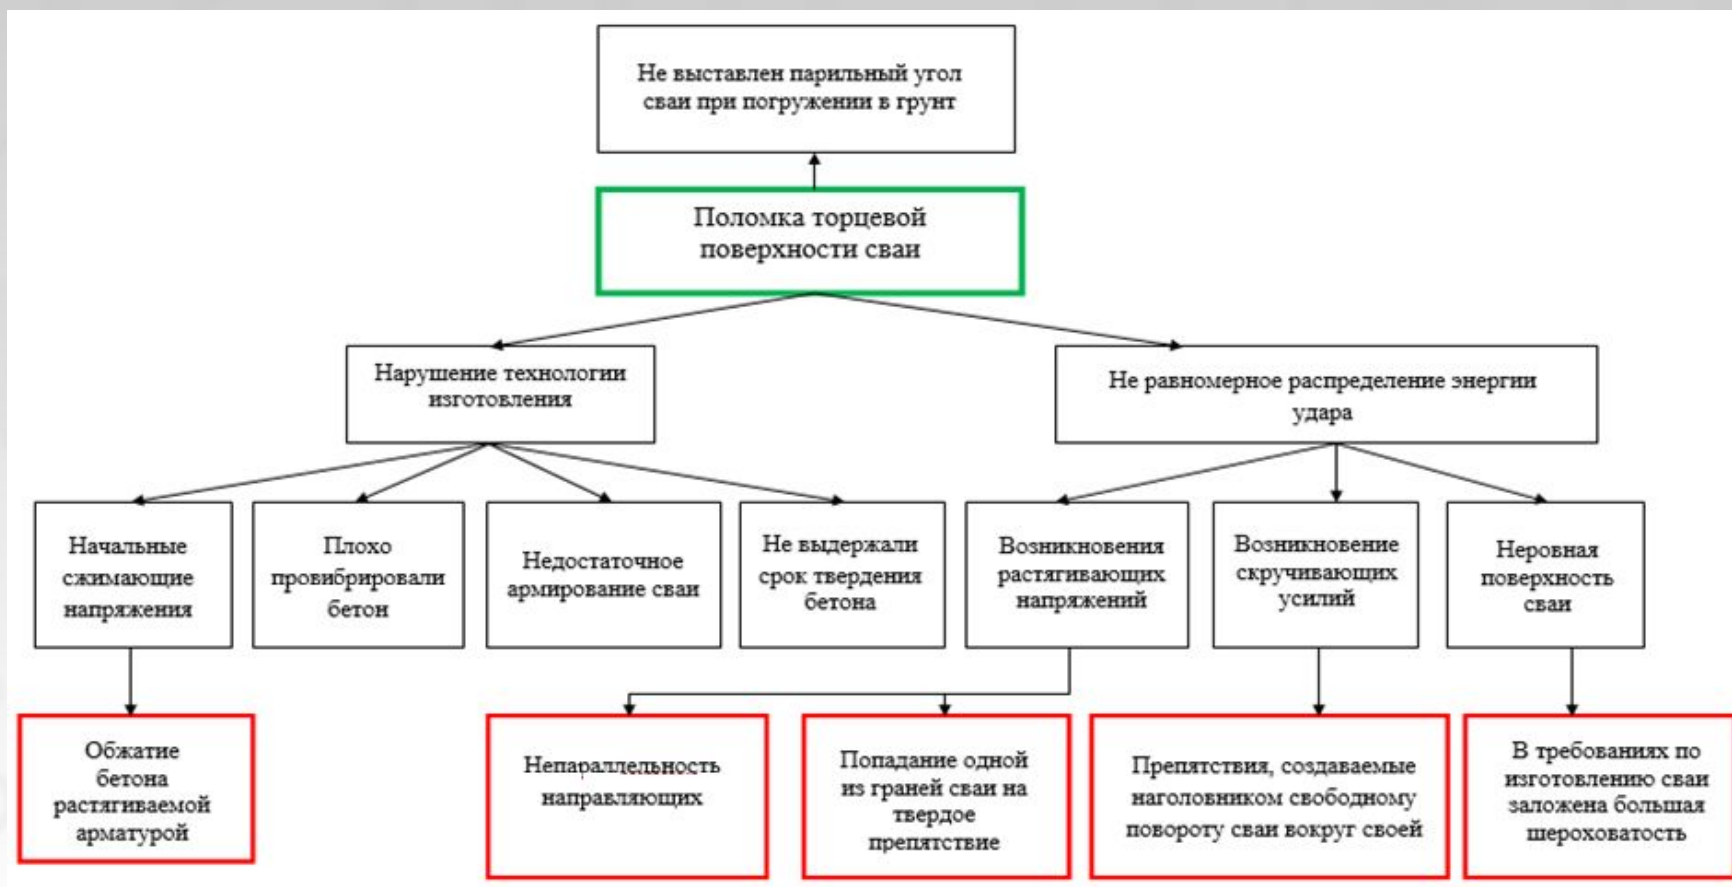 Не выставлен парильный угол
сваи при погружении в грунт
Поломка торцевой
поверхности сваи
Нарушение технологии
изготовления
Не равномерное распределение энергии
удара
Начальные
сжимающие
напряжения
Плохо
провибрировали
бетон
Недостаточное
армирование сваи
Не выдержали
срок твердения
бетона
Возникновения
растягивающих
напряжений
Возникновение
скручивающих
усилий
Неровная
поверхность
сваи
Обжатие
бетона
растягиваемой
арматурой
Непараллельность
направляющих
Попадание одной
из граней сваи на
твердое
препятствие
Препятствия, создаваемые
наголовником свободному
повороту сваи вокруг своей
В требованиях по
изготовлению сваи
заложена большая
шероховатость